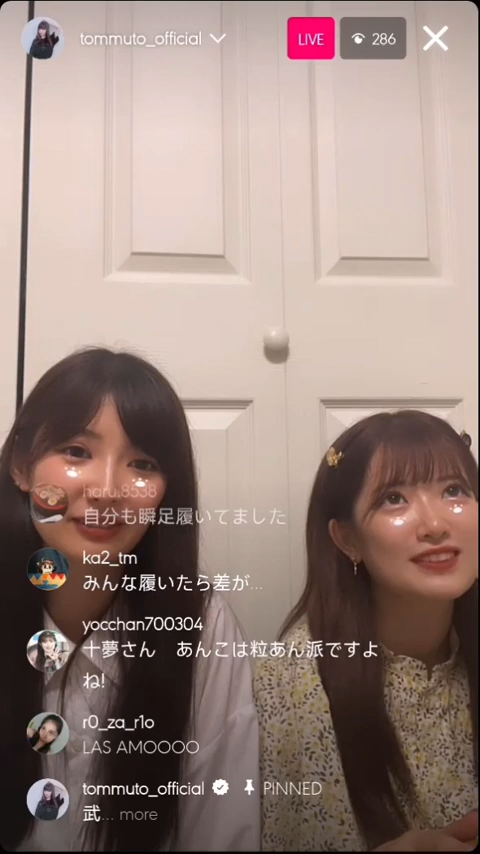 tommuto_official
LIVE
286
haru.8538
自分も瞬足履いてました
ka2_tm
みんな履いたら差が...
yocchan700304
十夢さん　あんこは粒あん派ですよ
ね!
r0_za_r1o
LAS AMOOOO
tommuto_official PINNED
武... more